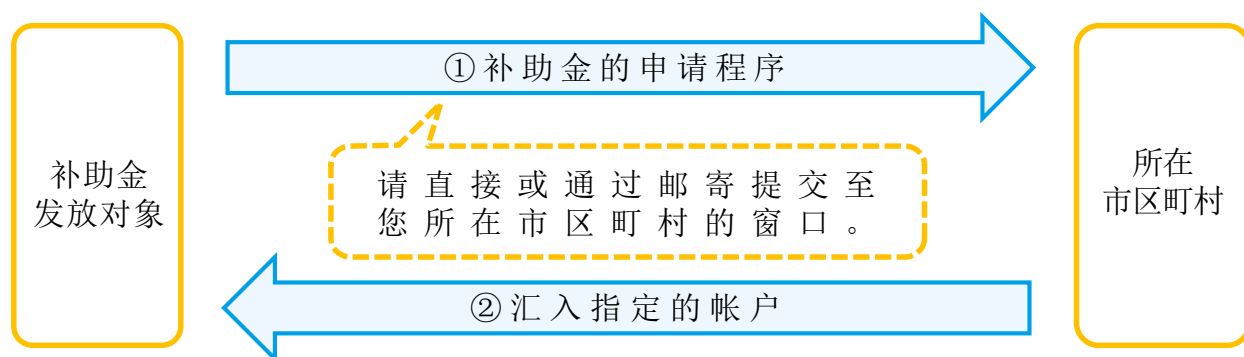 ①补助金的申请程序
补助金
发放对象
请直接或通过邮寄提交至
您所在市区町村的窗口。
所在
市区町村
②汇入指定的帐户